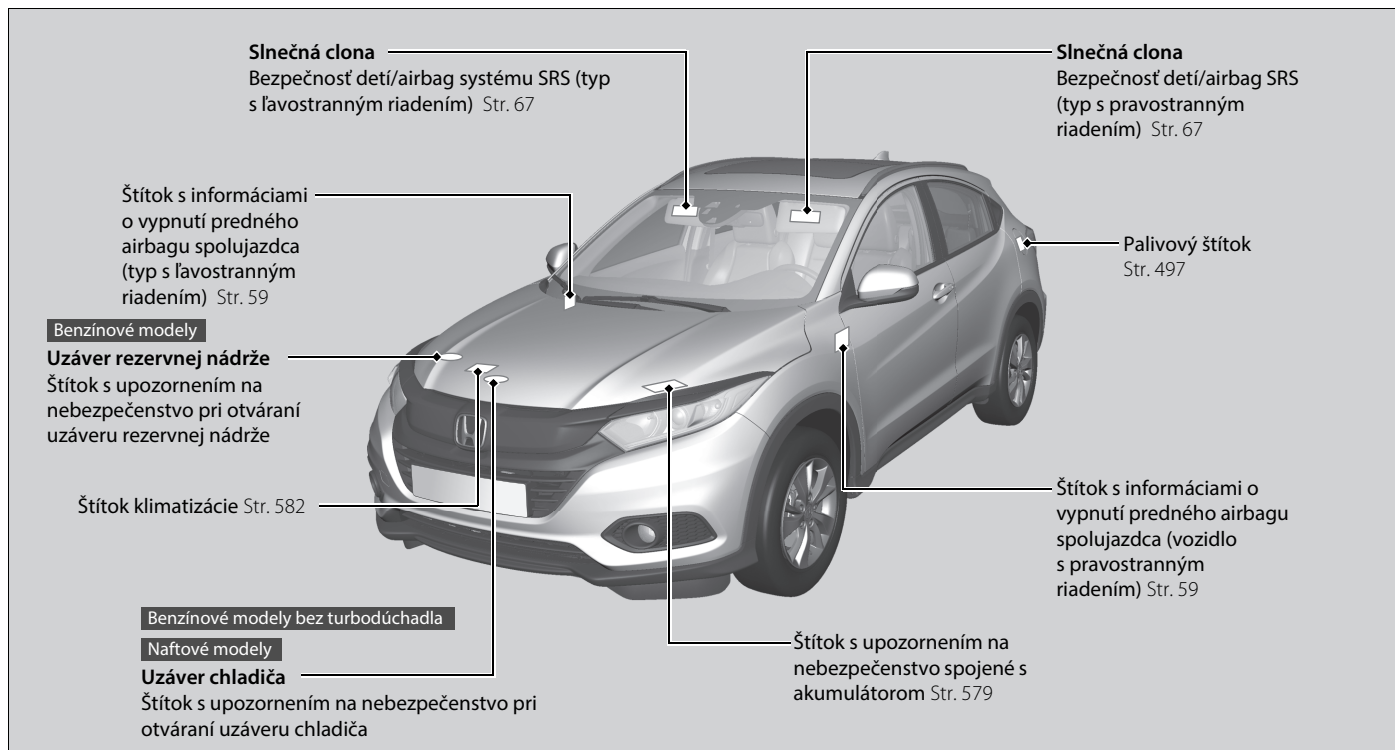 Slnečná clona
Bezpečnosť detí/airbag systému SRS (typ
s ľavostranným riadením) Str. 67
Slnečná clona
Bezpečnosť detí/airbag SRS
(typ s pravostranným
riadením) Str. 67
Štítok s informáciami
o vypnutí predného
airbagu spolujazdca
(typ s ľavostranným
riadením) Str. 59
Palivový štítok
Str. 497
Benzínové modely
Uzáver rezervnej nádrže
Štítok s upozornením na
nebezpečenstvo pri otváraní
uzáveru rezervnej nádrže
Štítok klimatizácie Str. 582
Štítok s informáciami o
vypnutí predného airbagu
spolujazdca (vozidlo
s pravostranným
riadením) Str. 59
Benzínové modely bez turbodúchadla
Naftové modely
Uzáver chladiča
Štítok s upozornením na nebezpečenstvo pri
otváraní uzáveru chladiča
Štítok s upozornením na
nebezpečenstvo spojené s
akumulátorom Str. 579